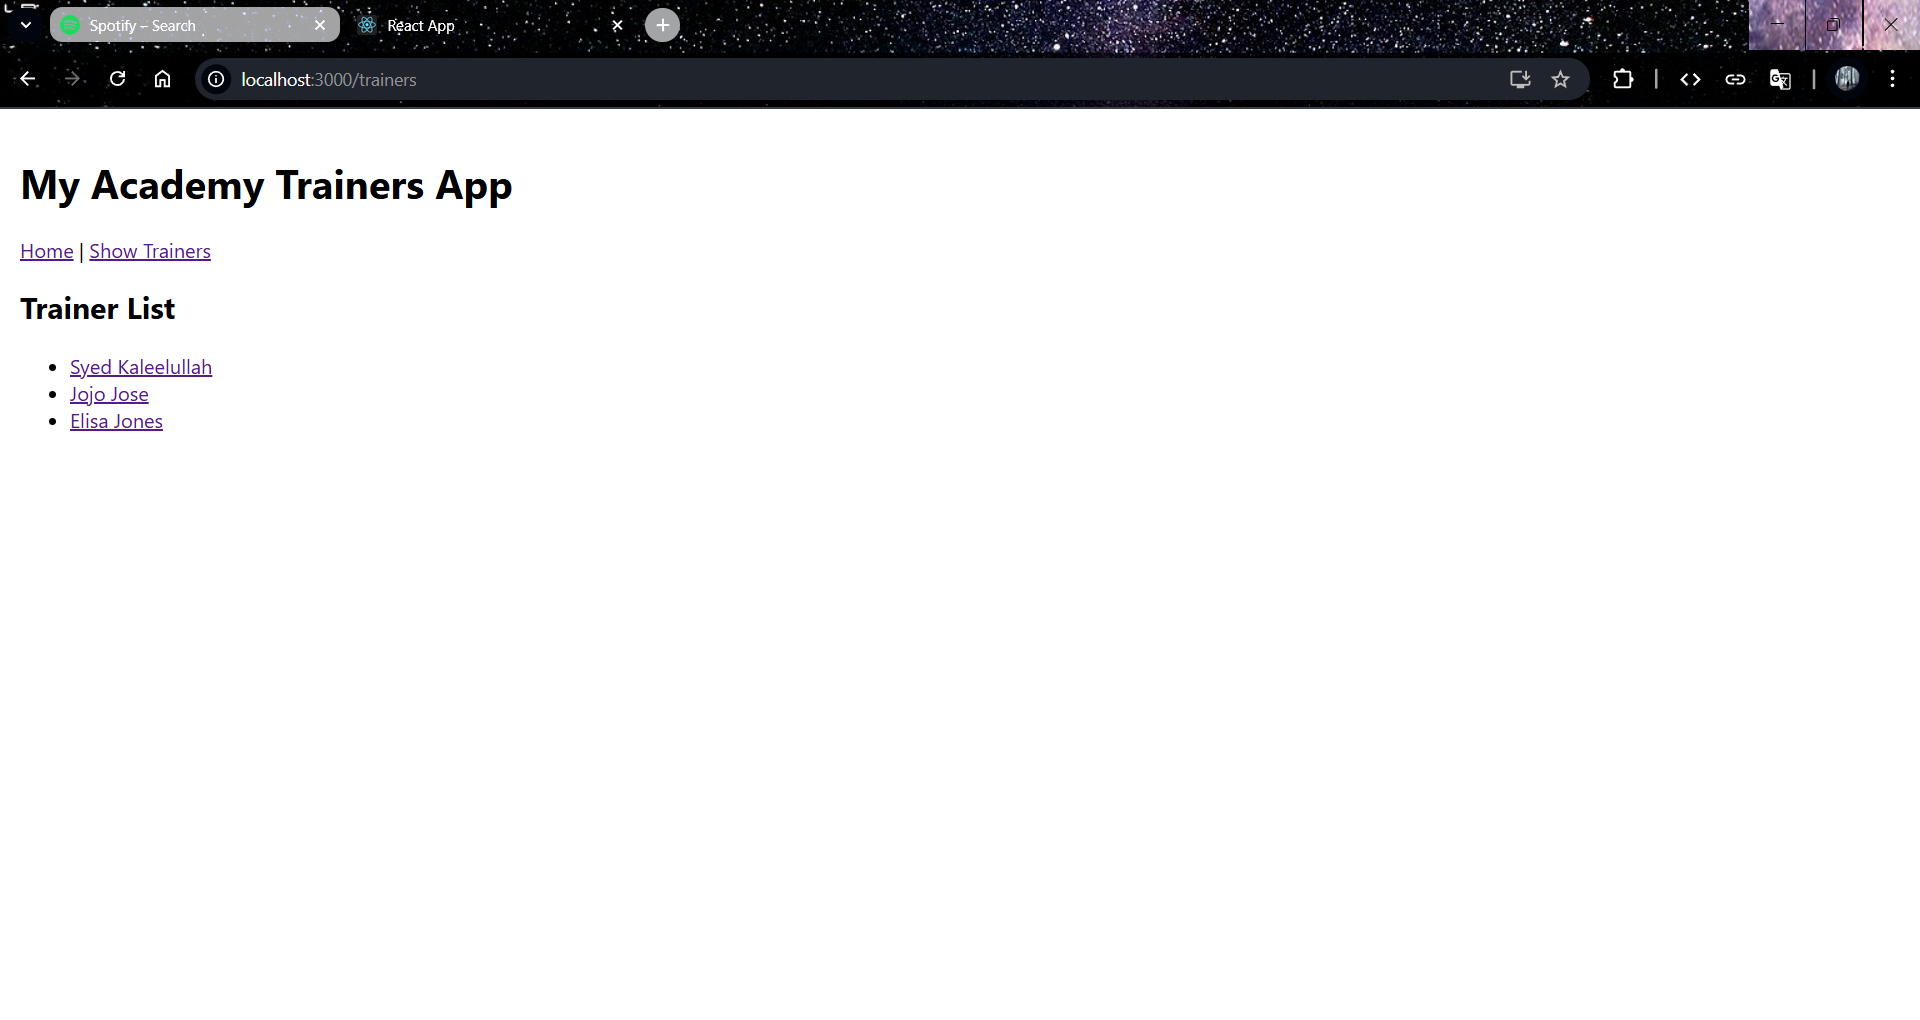 Spotify – Search
React App
localhost:3000/trainers
My Academy Trainers App
Home | Show Trainers
Trainer List
Syed Kaleelullah
Jojo Jose
Elisa Jones